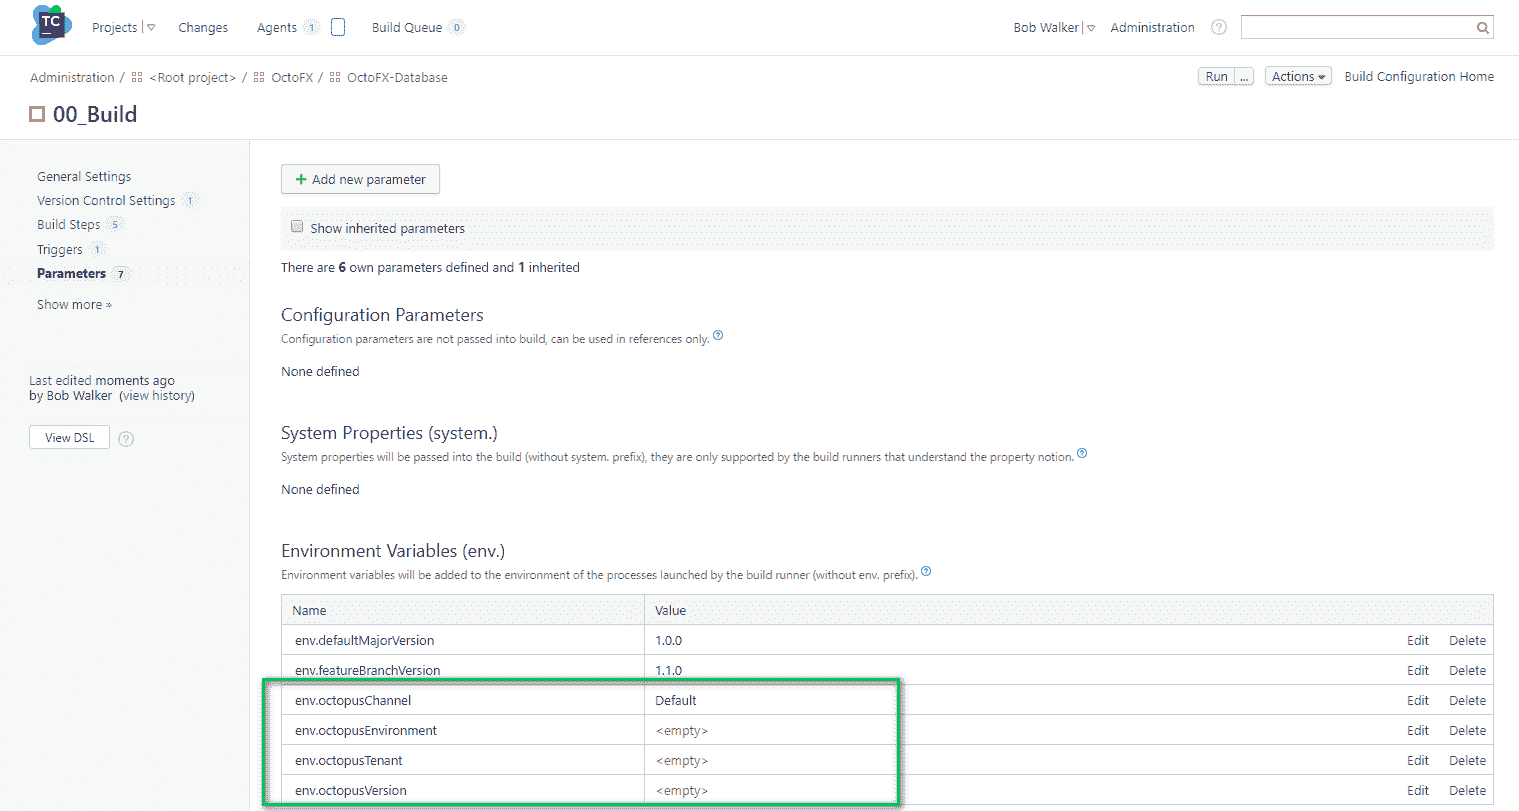 TC
Projects Changes Agents 1 Build Queue 0 Bob Walker Administration ?
Administration / <Root project> / OctoFX / OctoFX-Database Run ... Actions Build Configuration Home
00_Build
General Settings
Version Control Settings 1
Build Steps 5
Triggers 1
Parameters 7
Show more »
Last edited moments ago
by Bob Walker (view history)
View DSL ?
+ Add new parameter
Show inherited parameters
There are 6 own parameters defined and 1 inherited
Configuration Parameters
Configuration parameters are not passed into build, can be used in references only. ?
None defined
System Properties (system.)
System properties will be passed into the build (without system. prefix), they are only supported by the build runners that understand the property notion. ?
None defined
Environment Variables (env.)
Environment variables will be added to the environment of the processes launched by the build runner (without env. prefix). ?
Name Value
env.defaultMajorVersion 1.0.0 Edit Delete
env.featureBranchVersion 1.1.0 Edit Delete
env.octopusChannel Default Edit Delete
env.octopusEnvironment <empty> Edit Delete
env.octopusTenant <empty> Edit Delete
env.octopusVersion <empty> Edit Delete